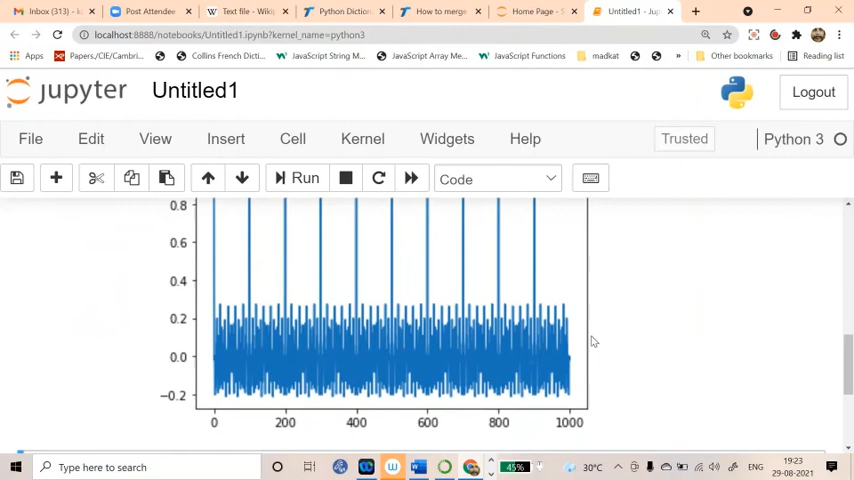 Inbox (313) - k
Post Attendee
Text file - Wikip
Python Dictiona
How to merge
Home Page - S
Untitled1 - Jup
localhost:8888/notebooks/Untitled1.ipynb?kernel_name=python3
Apps
Papers./CIE/Cambri...
Collins French Dictio...
JavaScript String M...
JavaScript Array Me...
JavaScript Functions
madkat
Other bookmarks
Reading list
jupyter
Untitled1
Logout
File
Edit
View
Insert
Cell
Kernel
Widgets
Help
Trusted
Python 3
Run
Code
0.8
0.6
0.4
0.2
0.0
−0.2
0
200
400
600
800
1000
Type here to search
45%
30°C
ENG
19:23
29-08-2021